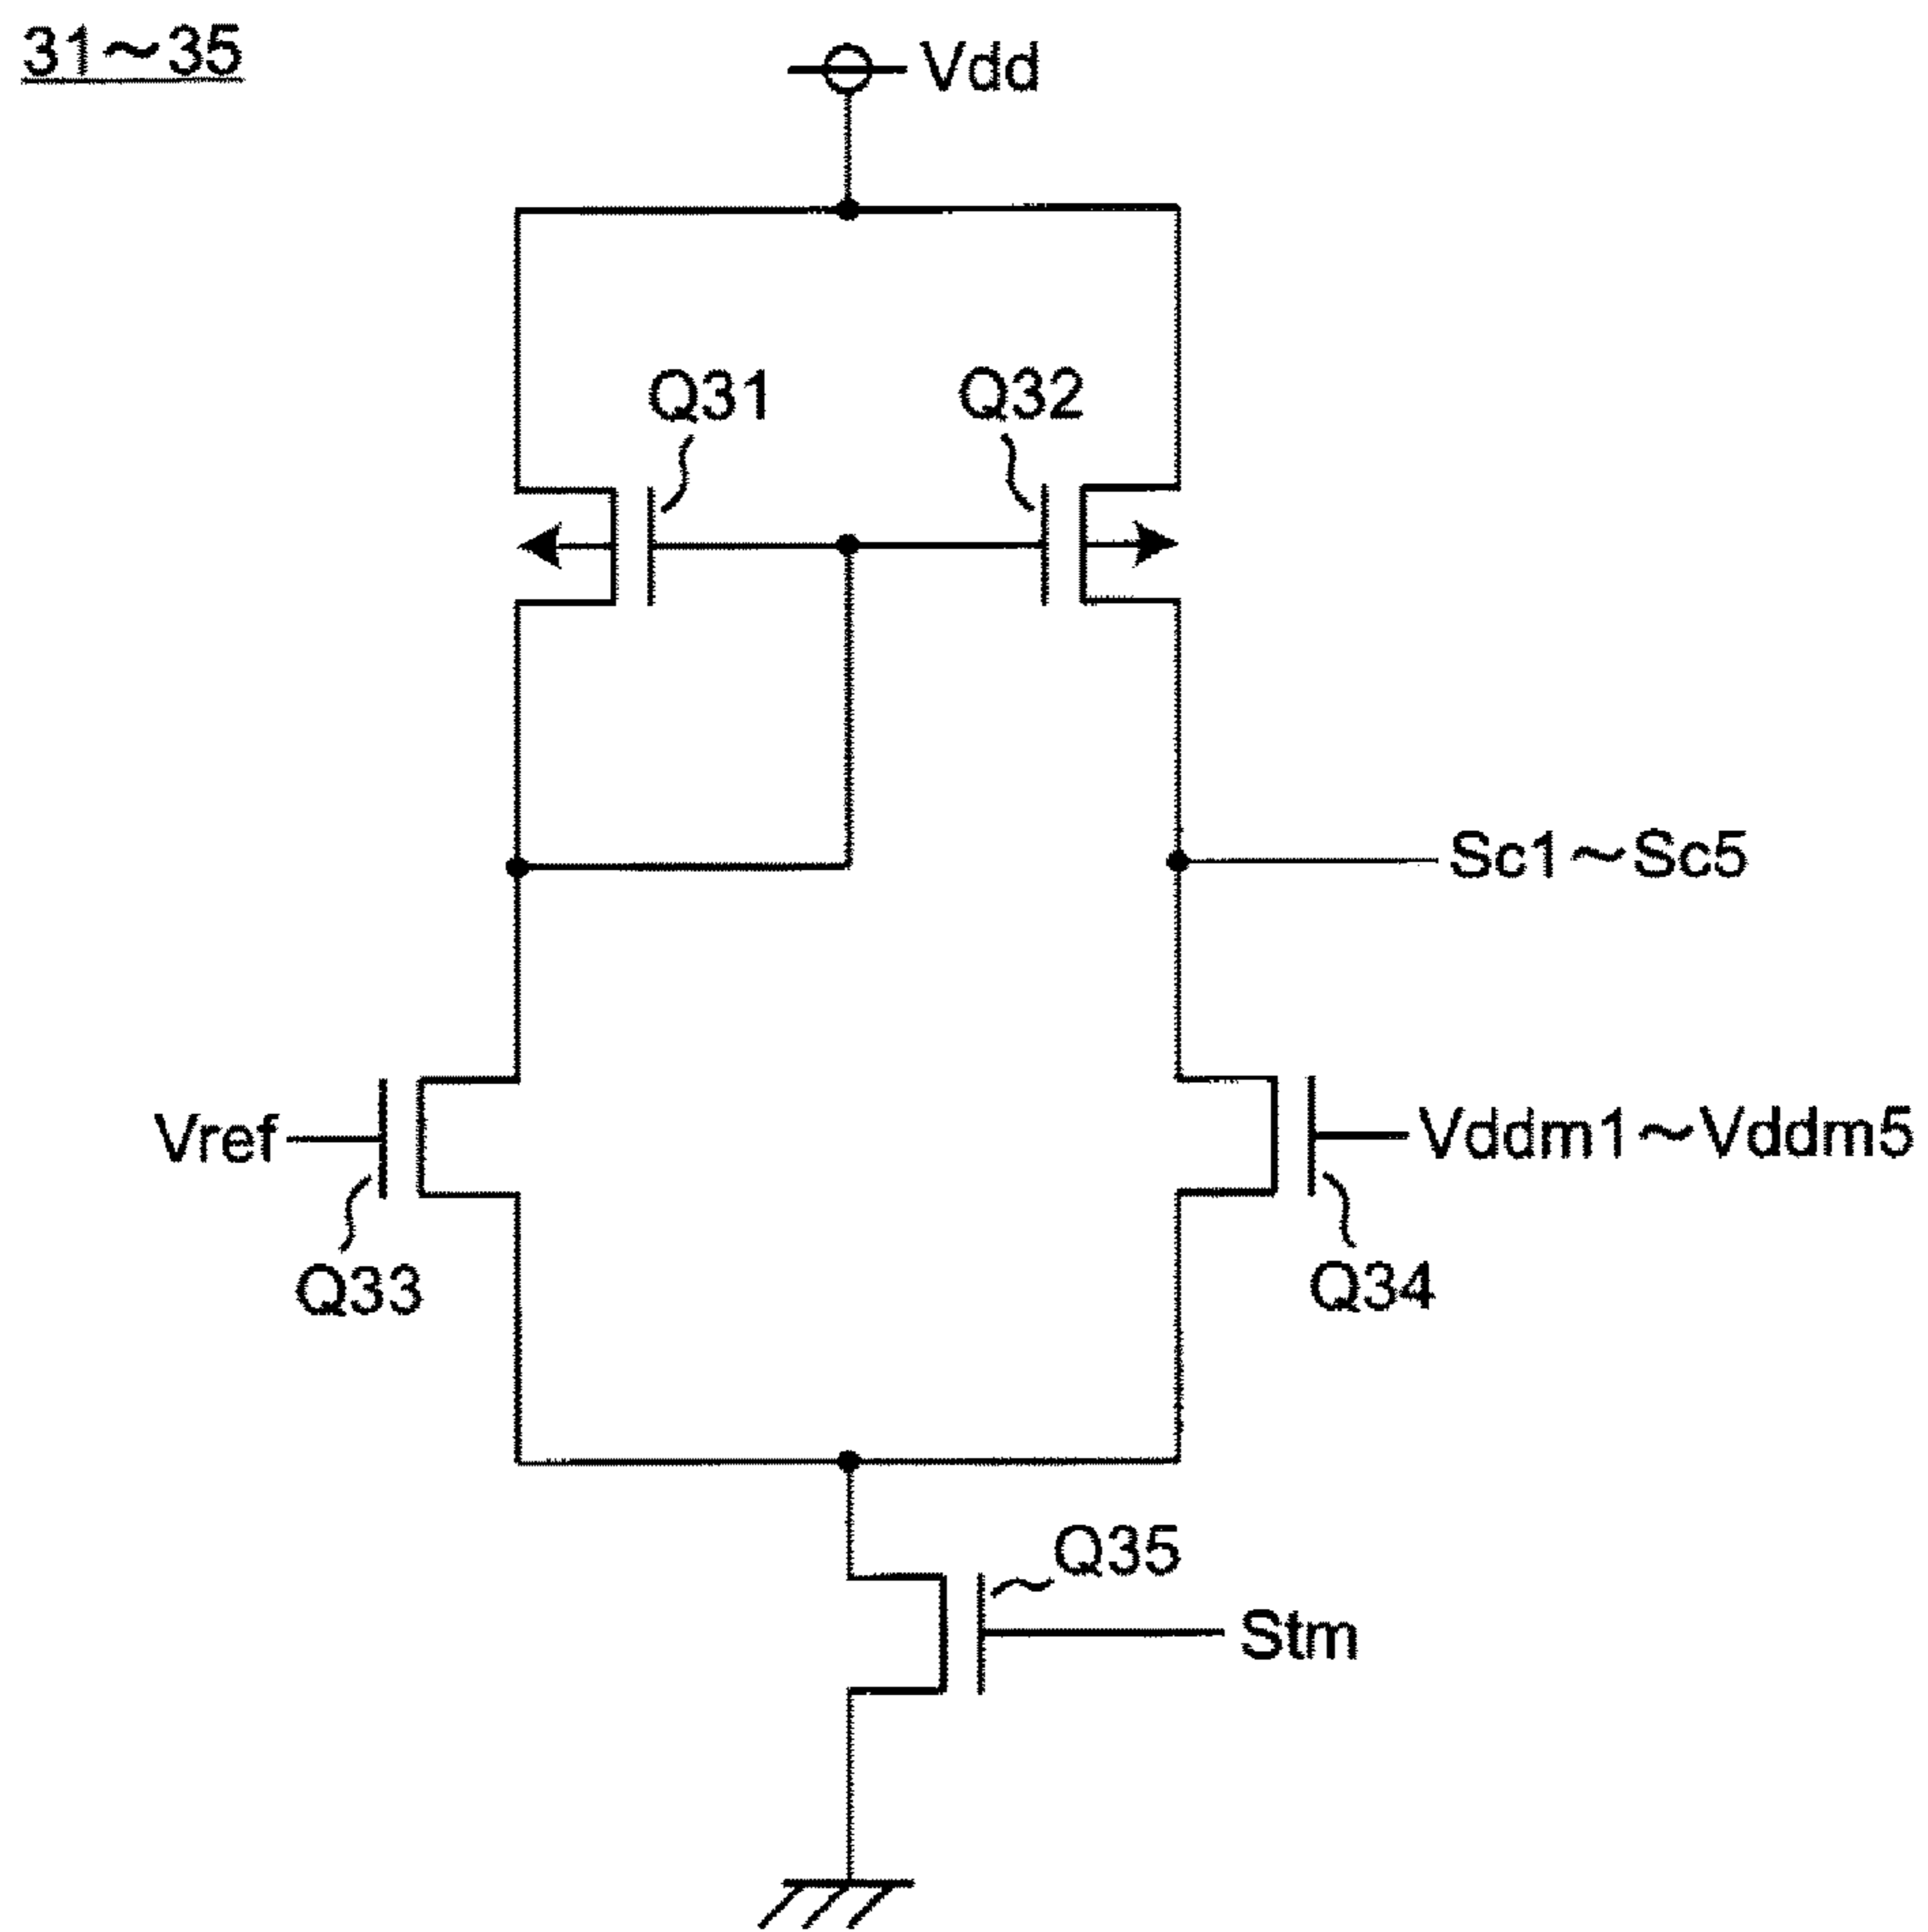 31～35
Vdd
Q31
Q32
Sc1～Sc5
Vref
Vddm1～Vddm5
Q33
Q34
Q35
Stm